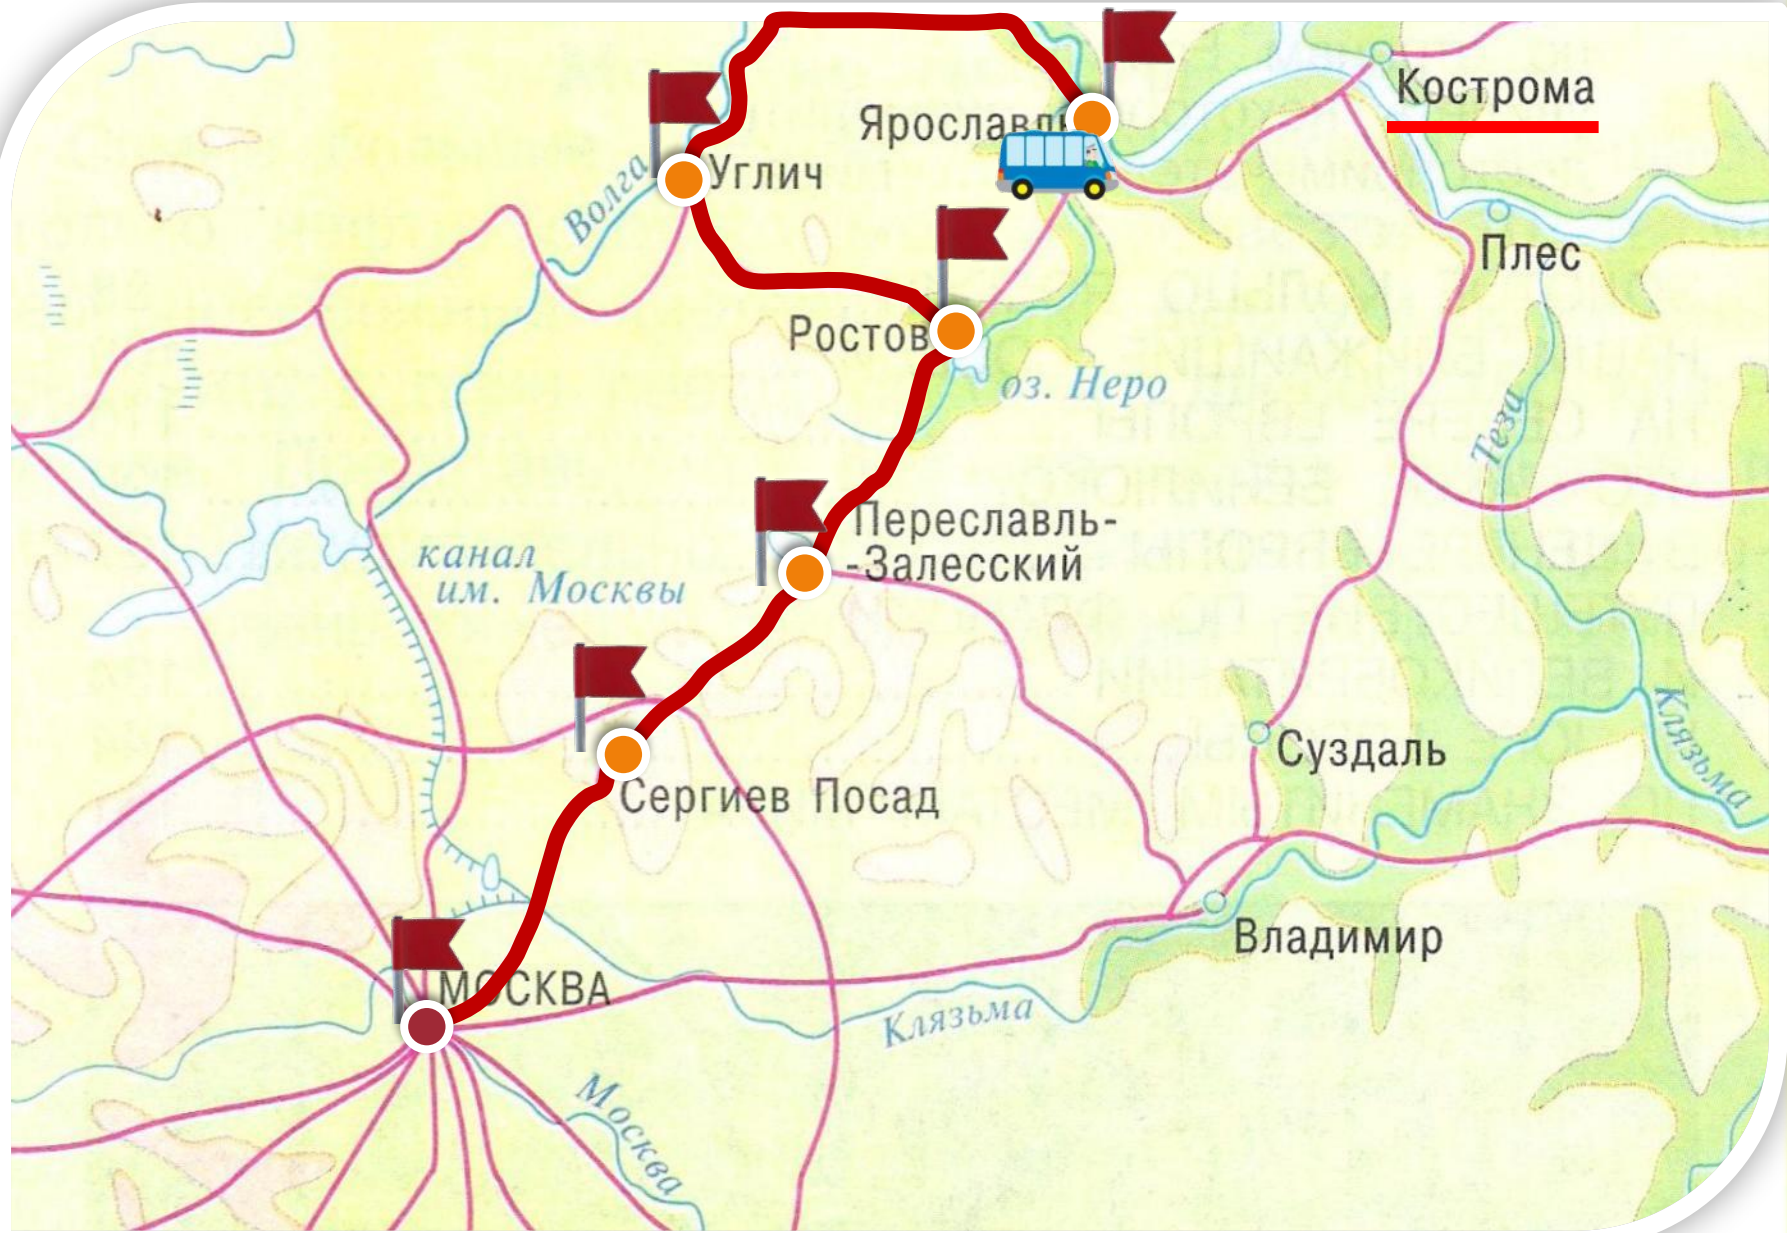 Кострома
Ярославль
Углич
Волга
Плес
Ростов
оз. Неро
Теза
Переславль-
-Залесский
канал
им. Москвы
Клязьма
Суздаль
Сергиев Посад
Владимир
МОСКВА
Клязьма
Москва